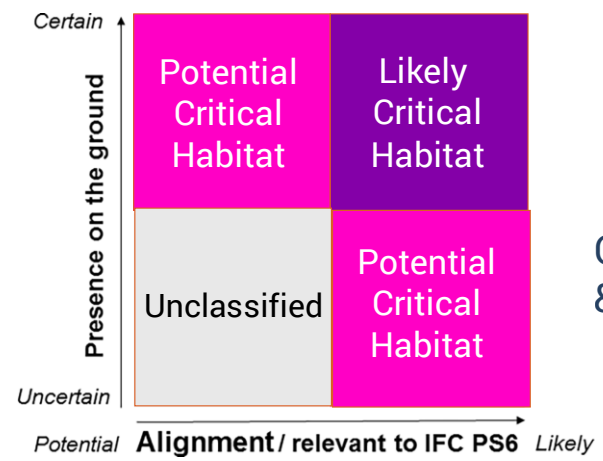 Certain
Presence on the ground
Potential
Critical
Habitat
Likely
Critical
Habitat
Unclassified
Potential
Critical
Habitat
Uncertain
Potential Alignment / relevant to IFC PS6 Likely